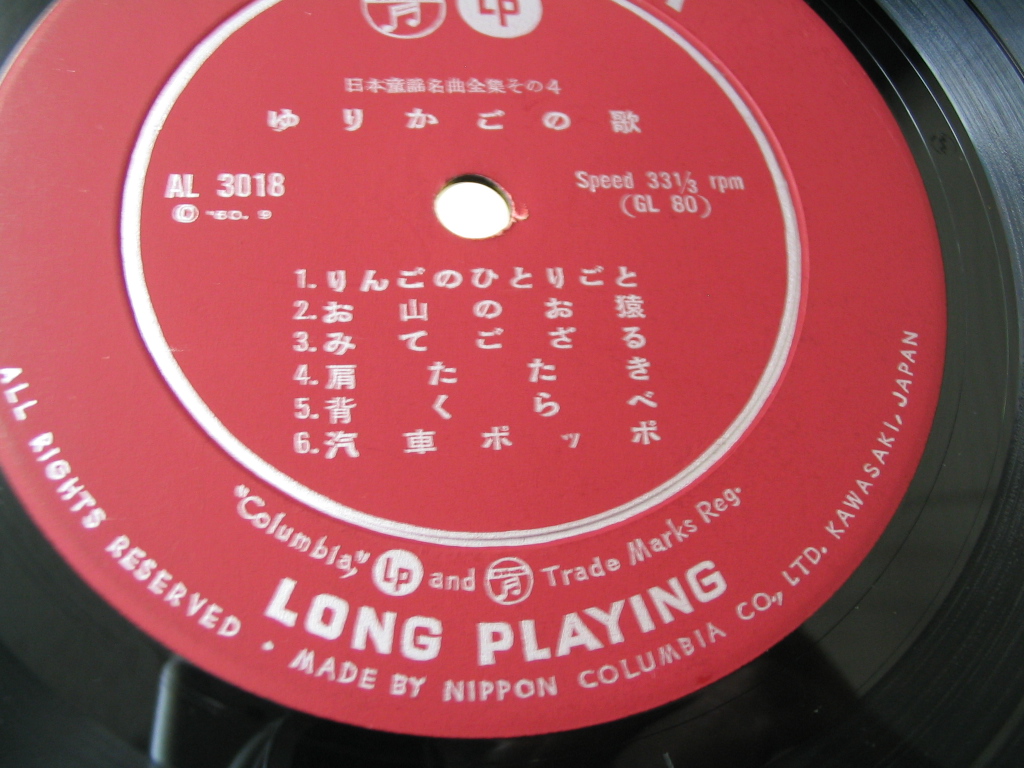 LP
日本童謡名曲全集その4
ゆりかごの歌
AL 3018
Speed 33⅓ rpm
Ⓒ '60. 9
(GL 80)
1. りんごのひとりごと
2. お山のお猿
3. みてござる
4. 肩たたき
5. 背くらべ
6. 汽車ポッポ
"Columbia," LP and Trade Marks Reg.
LONG PLAYING
ALL RIGHTS RESERVED . MADE BY NIPPON COLUMBIA CO., LTD. KAWASAKI, JAPAN